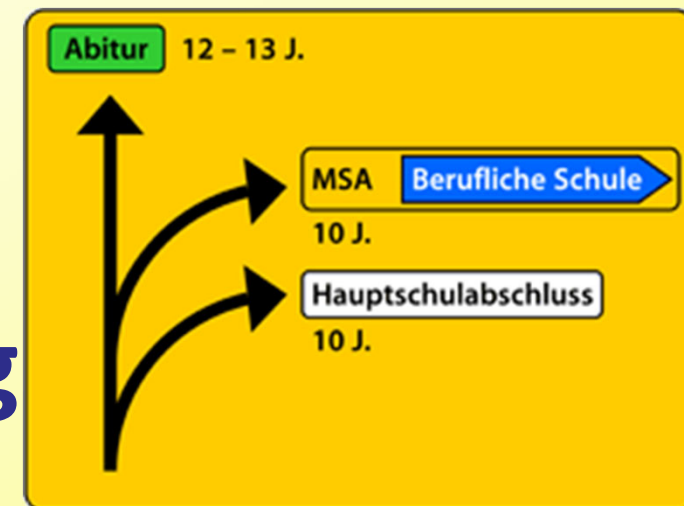 Abitur 12 – 13 J.
MSA Berufliche Schule
10 J.
Hauptschulabschluss
10 J.
g